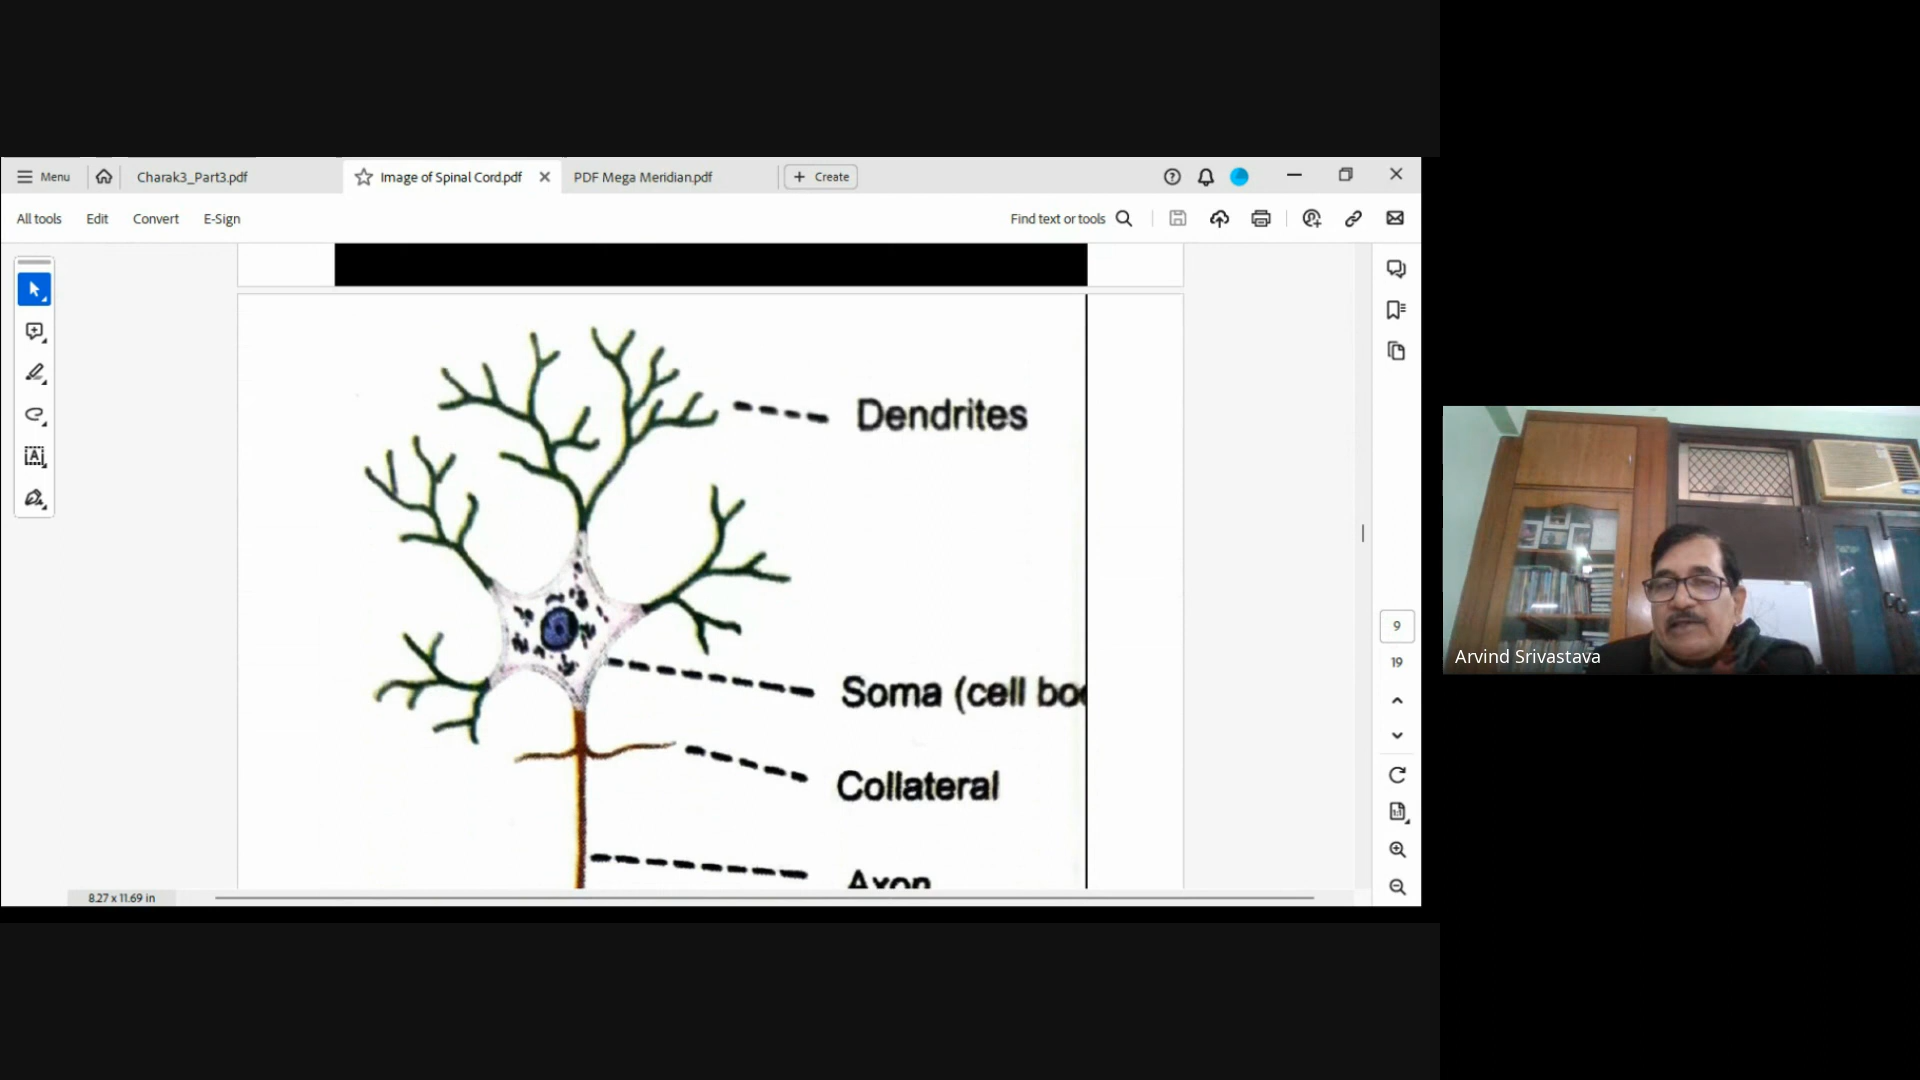 Menu
Charak3_Part3.pdf
Image of Spinal Cord.pdf
PDF Mega Meridian.pdf
Create
All tools
Edit
Convert
E-Sign
Find text or tools
Dendrites
Soma (cell bo
Collateral
Axon
9
19
8.27 x 11.69 in
Arvind Srivastava